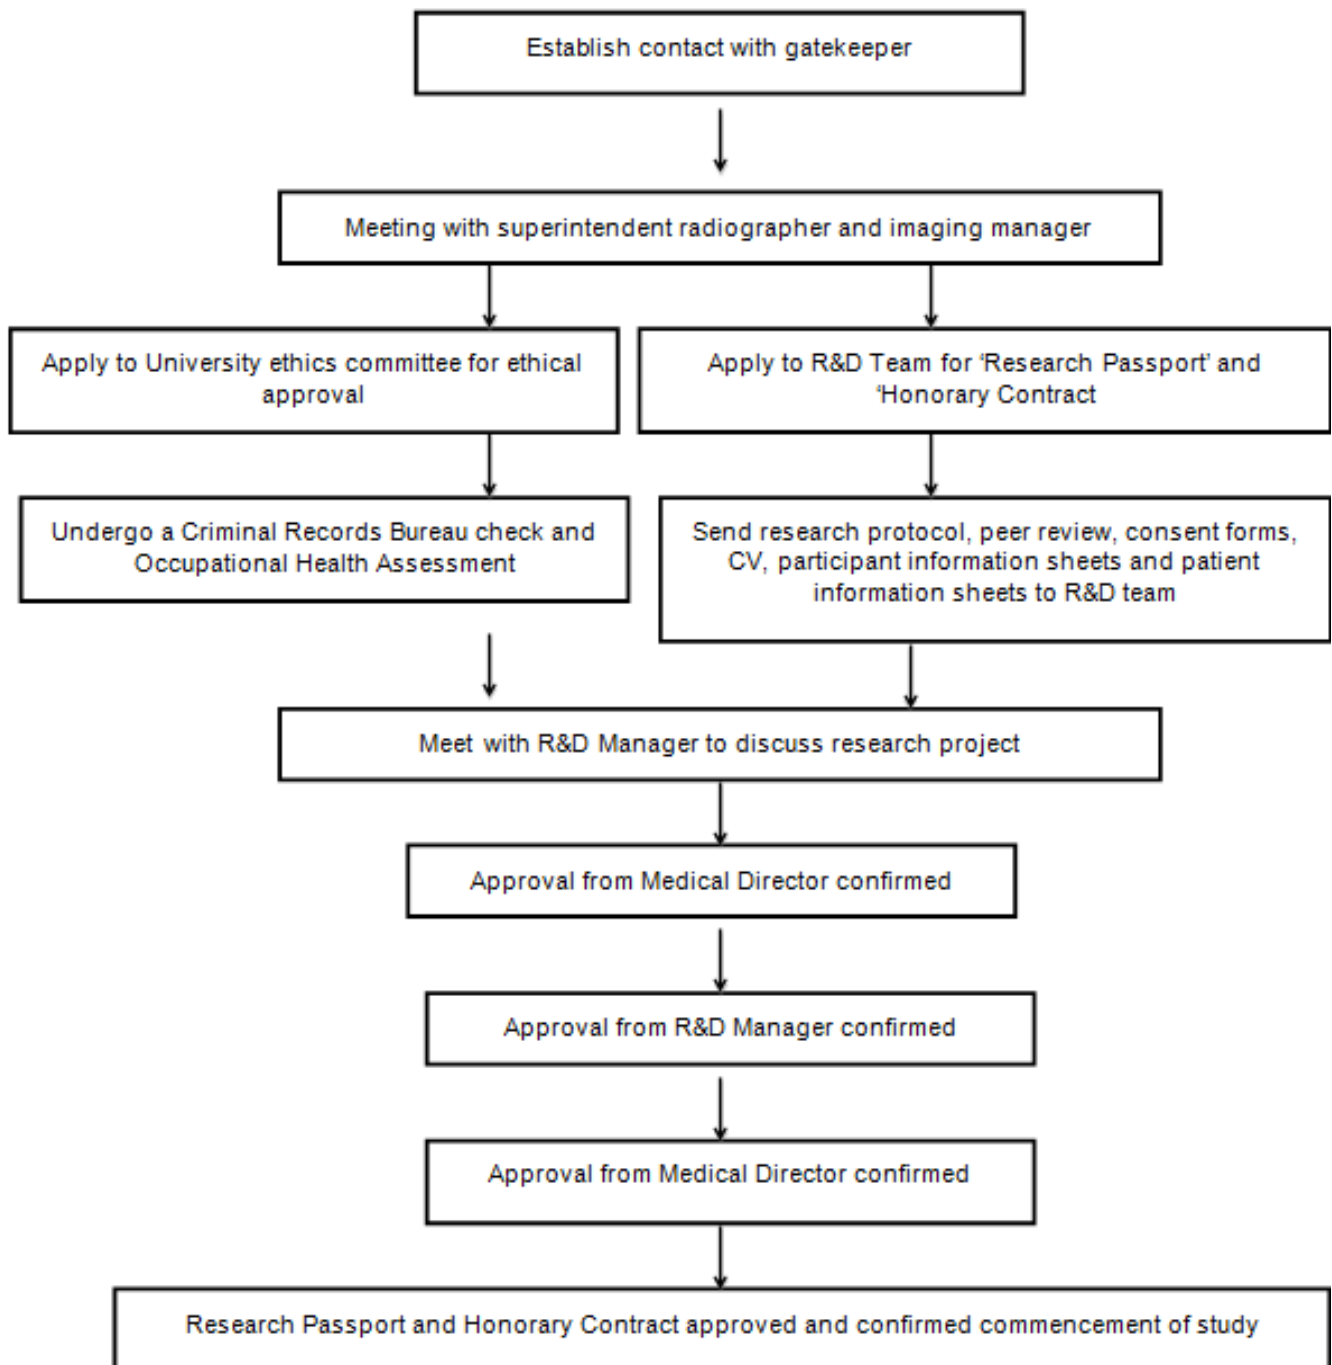 Establish contact with gatekeeper
Meeting with superintendent radiographer and imaging manager
Apply to University ethics committee for ethical
approval
Apply to R&D Team for ‘Research Passport’ and
‘Honorary Contract
Undergo a Criminal Records Bureau check and
Occupational Health Assessment
Send research protocol, peer review, consent forms,
CV, participant information sheets and patient
information sheets to R&D team
Meet with R&D Manager to discuss research project
Approval from Medical Director confirmed
Approval from R&D Manager confirmed
Approval from Medical Director confirmed
Research Passport and Honorary Contract approved and confirmed commencement of study